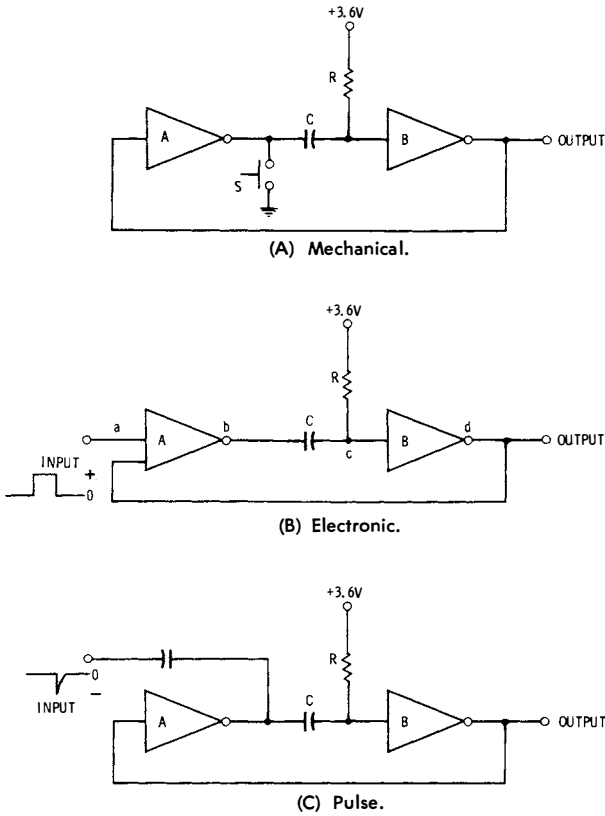 +3.6V
R
C
A
B
OUTPUT
S
(A) Mechanical.
+3.6V
R
a
b
C
d
A
c
B
OUTPUT
INPUT
+
0
(B) Electronic.
+3.6V
R
0
INPUT
−
C
A
B
OUTPUT
(C) Pulse.